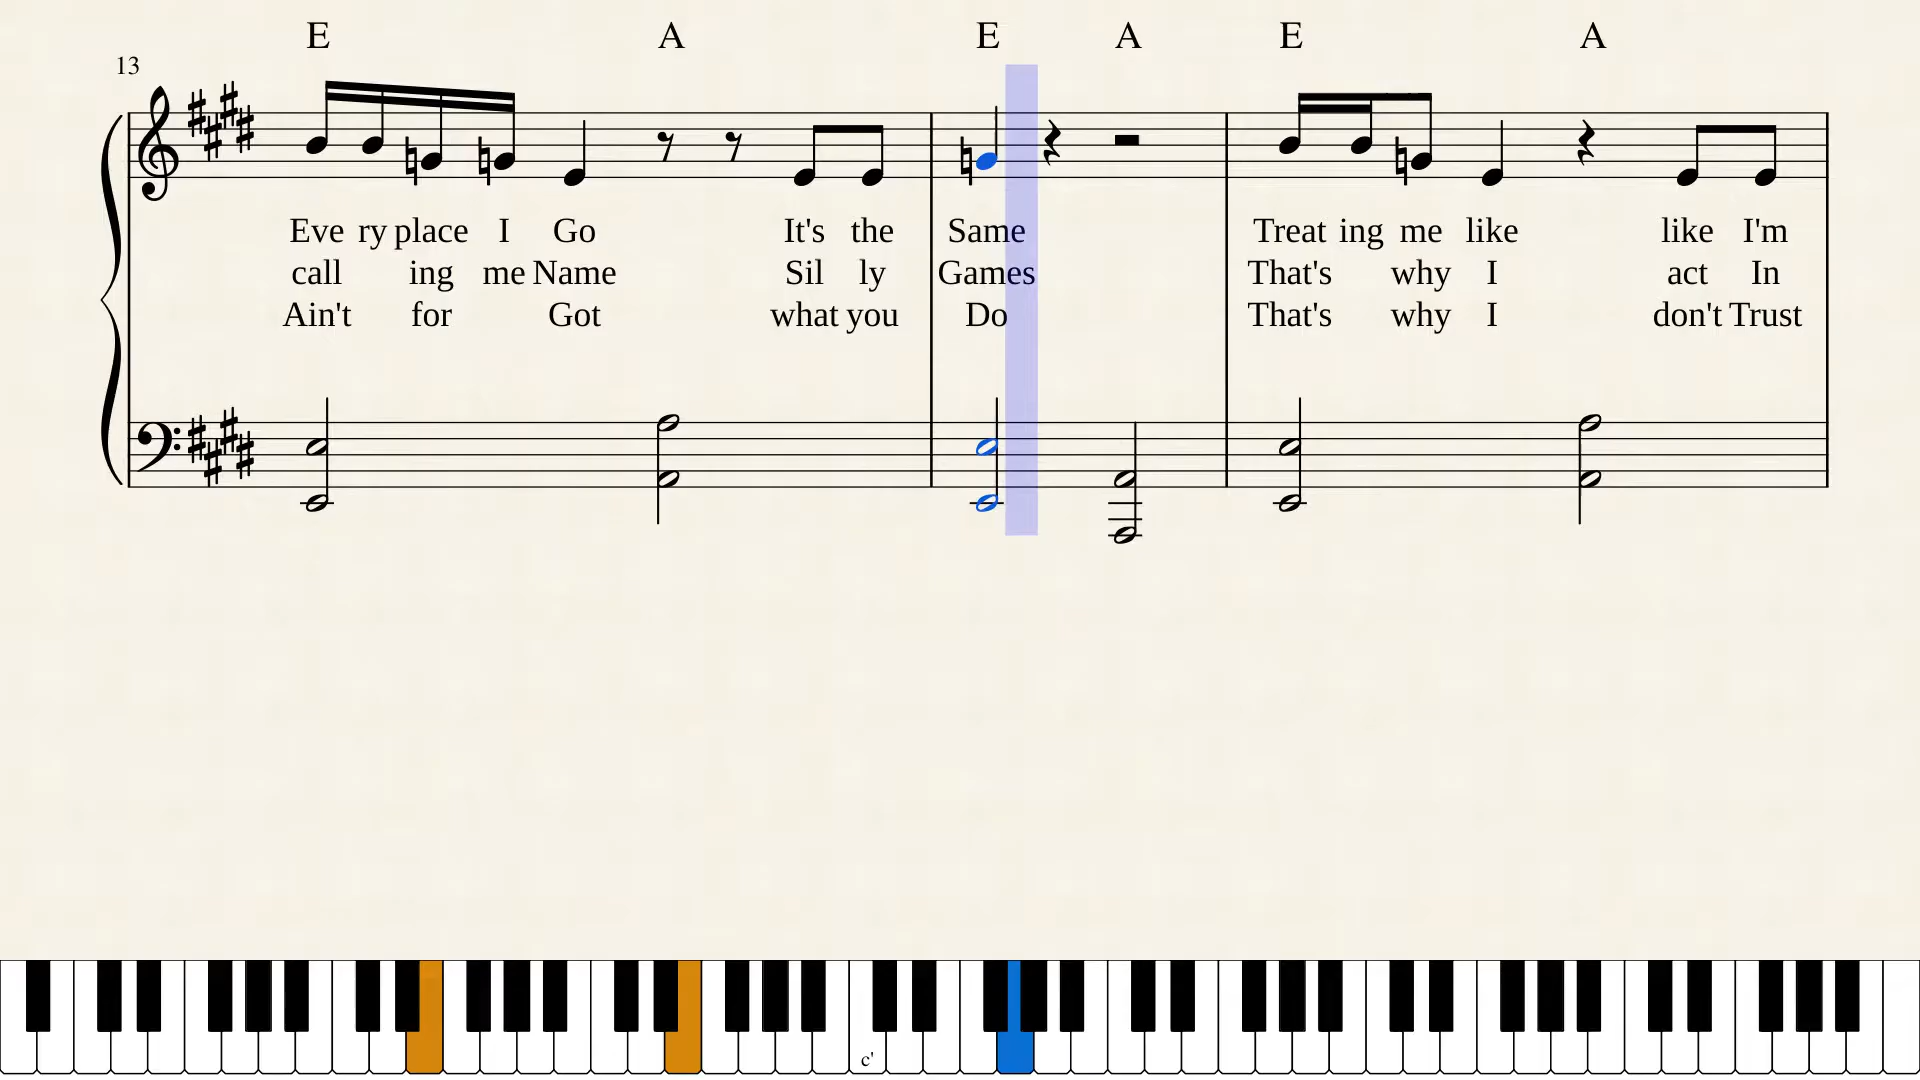 E A E A E A
13
Eve ry place I Go It's the Same Treat ing me like like I'm
call ing me Name Sil ly Games That's why I act In
Ain't for Got what you Do That's why I don't Trust
c'